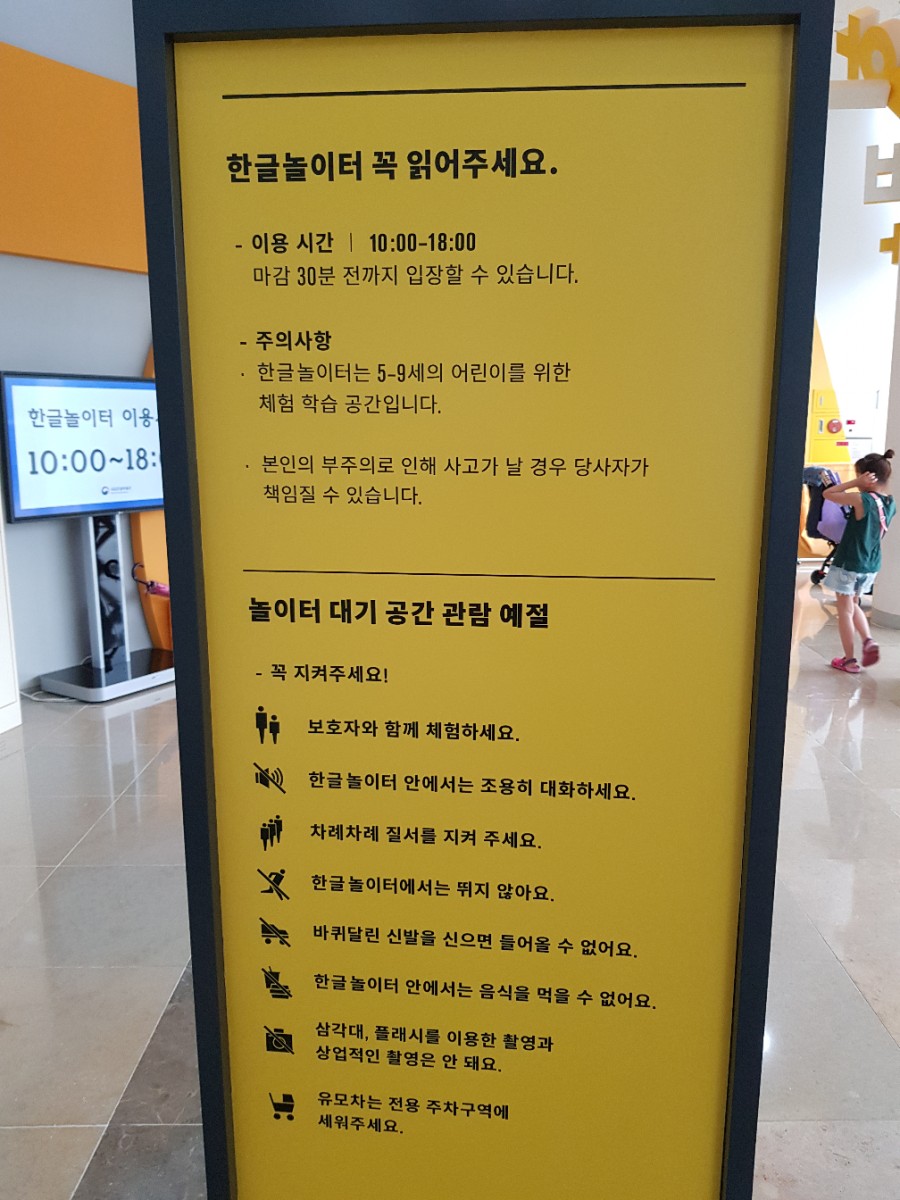 한글놀이터 꼭 읽어주세요.
- 이용 시간 | 10:00-18:00
마감 30분 전까지 입장할 수 있습니다.
- 주의사항
· 한글놀이터는 5-9세의 어린이를 위한
체험 학습 공간입니다.
· 본인의 부주의로 인해 사고가 날 경우 당사자가
책임질 수 있습니다.
놀이터 대기 공간 관람 예절
- 꼭 지켜주세요!
보호자와 함께 체험하세요.
한글놀이터 안에서는 조용히 대화하세요.
차례차례 질서를 지켜 주세요.
한글놀이터에서는 뛰지 않아요.
바퀴달린 신발을 신으면 들어올 수 없어요.
한글놀이터 안에서는 음식을 먹을 수 없어요.
삼각대, 플래시를 이용한 촬영과
상업적인 촬영은 안 돼요.
유모차는 전용 주차구역에
세워주세요.
한글놀이터 이용
10:00~18: